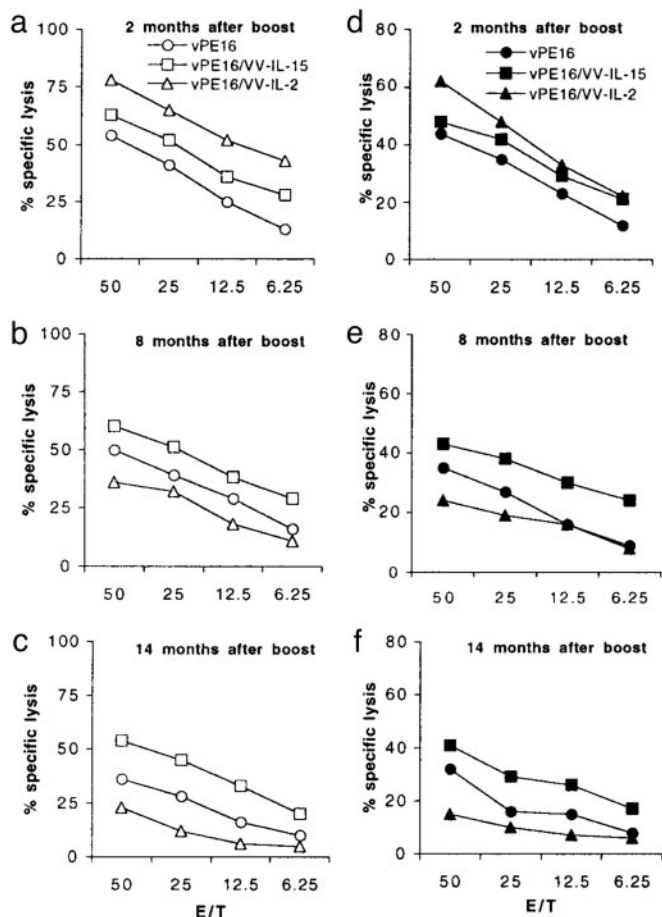 a
2 months after boost
vPE16
vPE16/VV-IL-15
vPE16/VV-IL-2
100
75
50
25
0
% specific lysis
50 25 12.5 6.25
d
2 months after boost
vPE16
vPE16/VV-IL-15
vPE16/VV-IL-2
80
60
40
20
0
% specific lysis
50 25 12.5 6.25
b
8 months after boost
100
75
50
25
0
% specific lysis
50 25 12.5 6.25
e
8 months after boost
80
60
40
20
0
% specific lysis
50 25 12.5 6.25
c
14 months after boost
100
75
50
25
0
% specific lysis
50 25 12.5 6.25
E/T
f
14 months after boost
80
60
40
20
0
% specific lysis
50 25 12.5 6.25
E/T